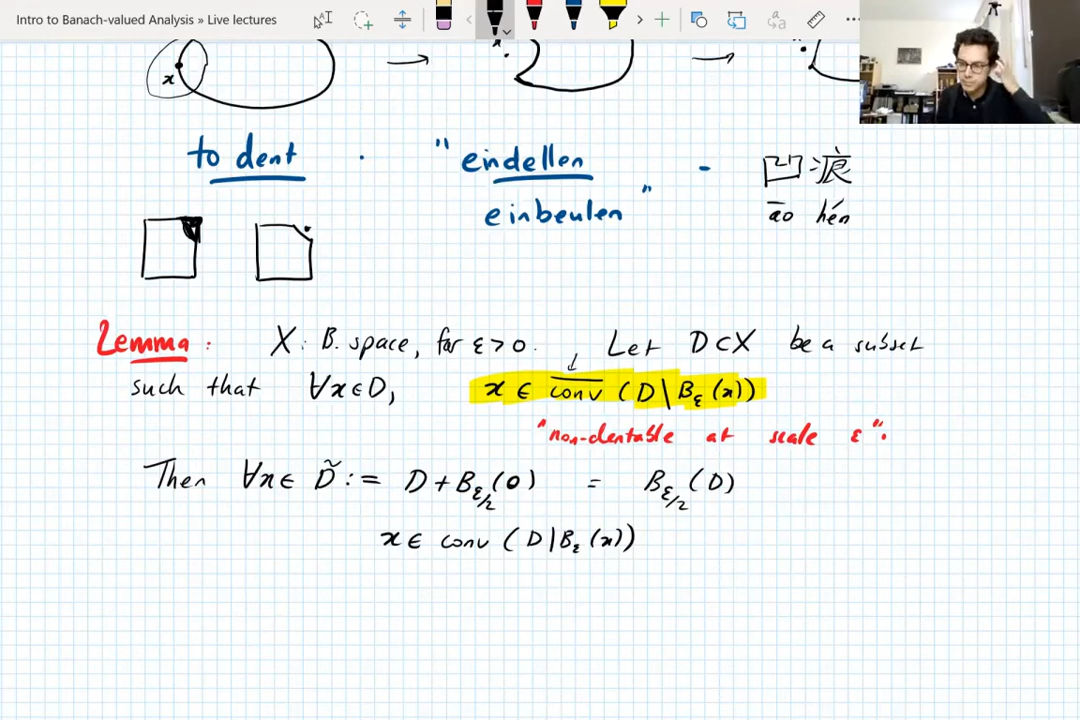 Intro to Banach-valued Analysis » Live lectures
x
to dent · "eindellen - 凹痕
einbeulen" āo hén
Lemma: X: B. space, for ε > 0. Let D ⊂ X be a subset
such that ∀x ∈ D, x ∈ \overline{conv} (D \ B_ε(x))
"non-dentable at scale ε".
Then ∀x ∈ D̃ := D + B_{ε/2}(0) = B_{ε/2}(D)
x ∈ conv (D \ B_ε(x))